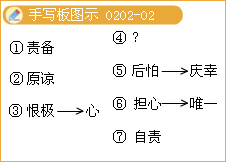 手写板图示 0202-02
① 责备
② 原谅
③ 恨极→心
④ ?
⑤ 后怕→庆幸
⑥ 担心→唯一
⑦ 自责